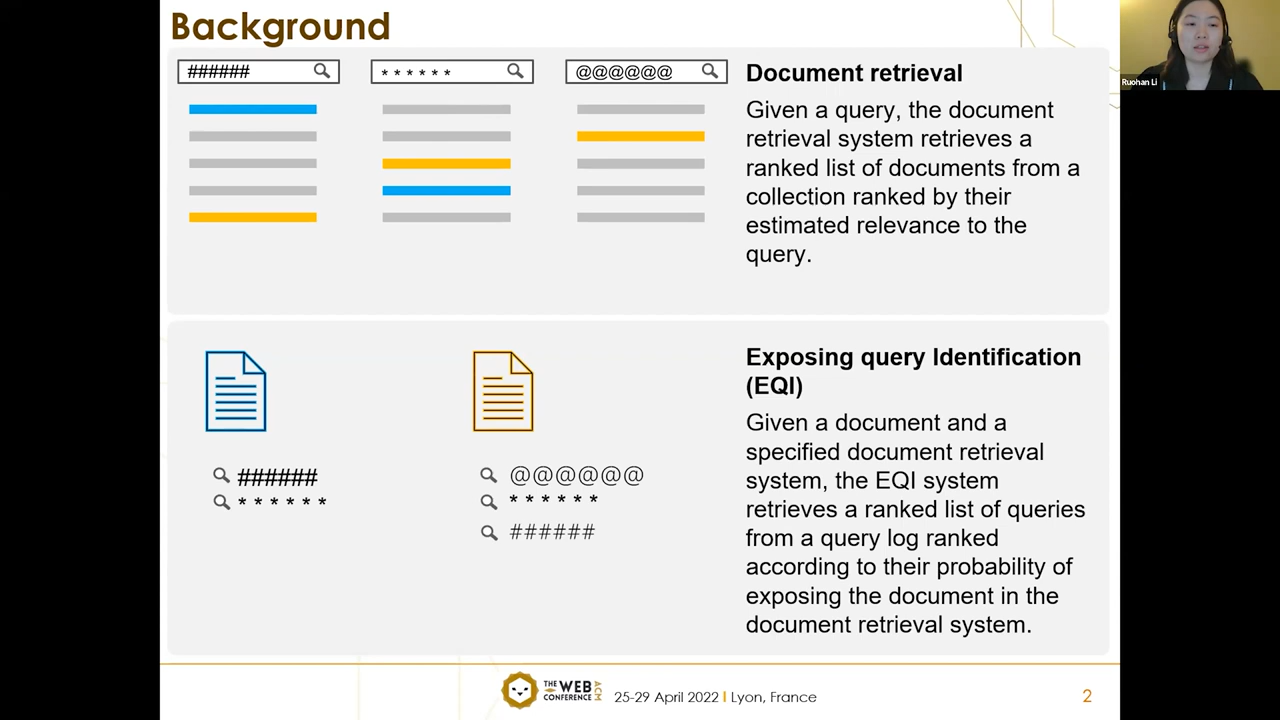 Background
######
* * * * * *
@@@@@@
Document retrieval
Given a query, the document
retrieval system retrieves a
ranked list of documents from a
collection ranked by their
estimated relevance to the
query.
######
* * * * * *
@@@@@@
* * * * * *
######
Exposing query Identification
(EQI)
Given a document and a
specified document retrieval
system, the EQI system
retrieves a ranked list of queries
from a query log ranked
according to their probability of
exposing the document in the
document retrieval system.
THE WEB CONFERENCE
ACM
25-29 April 2022 | Lyon, France
2
Ruohan Li